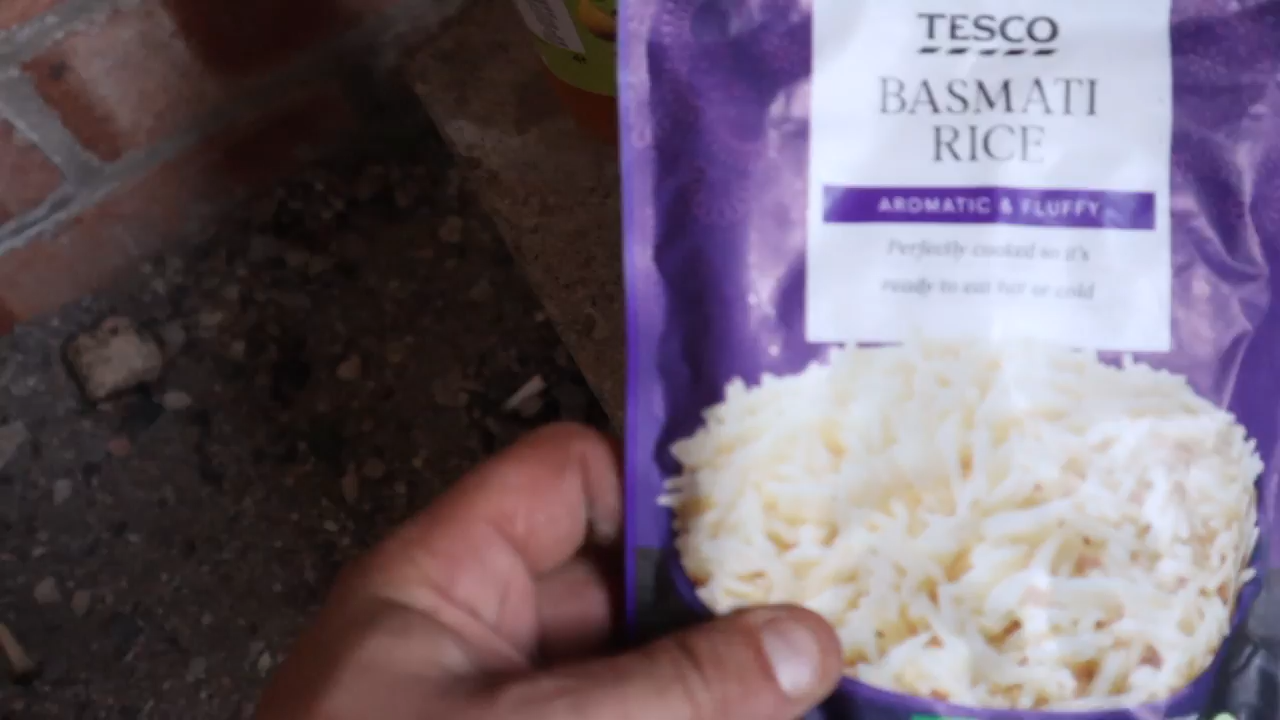 TESCO
BASMATI
RICE
AROMATIC & FLUFFY
Perfectly cooked so it's
ready to eat hot or cold